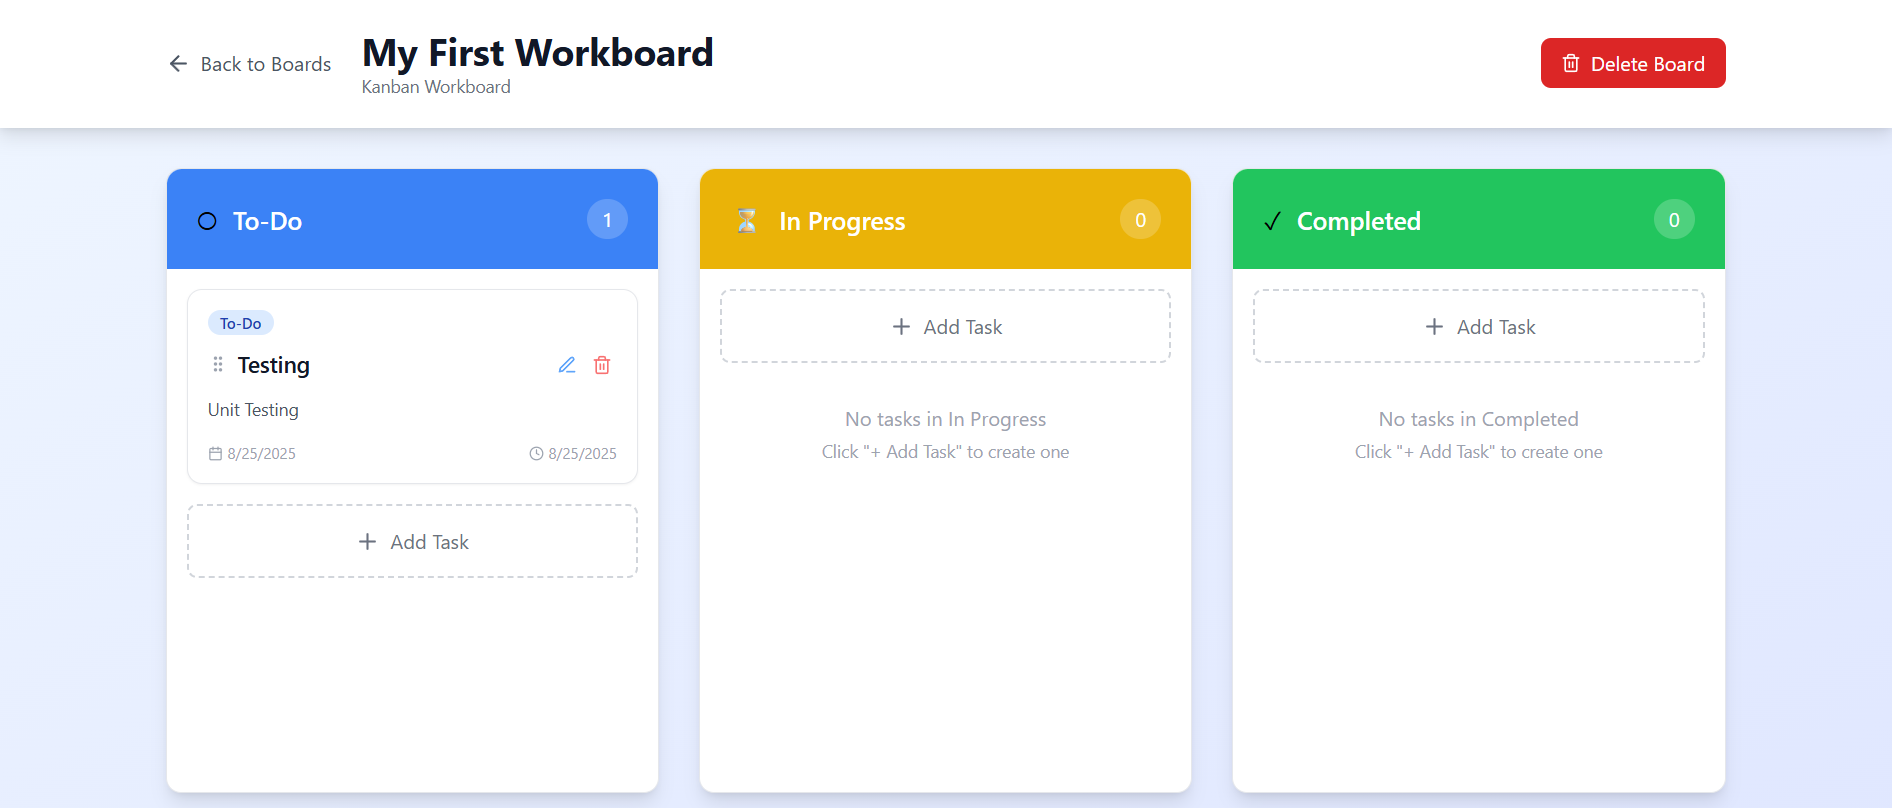 Back to Boards
My First Workboard
Kanban Workboard
Delete Board
To-Do
1
To-Do
Testing
Unit Testing
8/25/2025
8/25/2025
Add Task
In Progress
0
Add Task
No tasks in In Progress
Click "+ Add Task" to create one
Completed
0
Add Task
No tasks in Completed
Click "+ Add Task" to create one